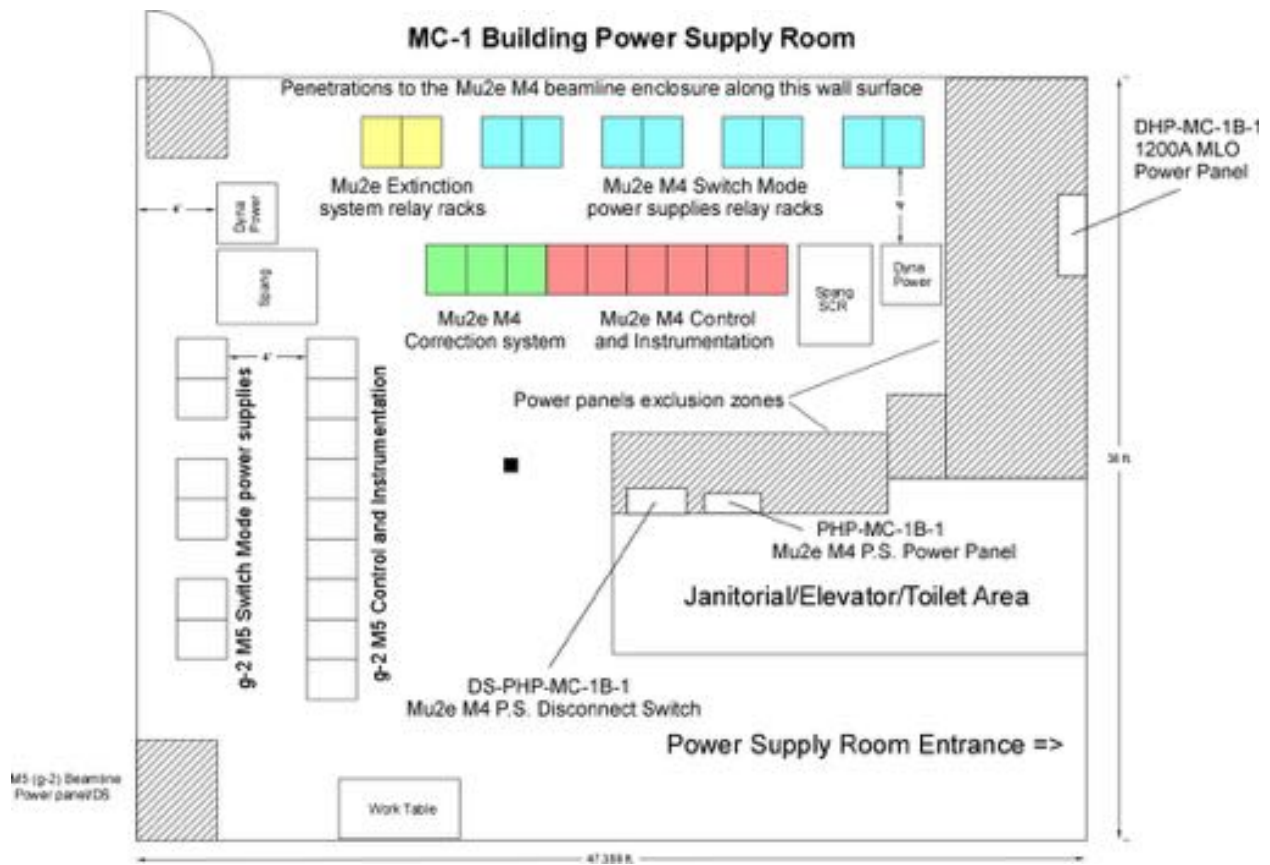 MC-1 Building Power Supply Room
Penetrations to the Mu2e M4 beamline enclosure along this wall surface
DHP-MC-1B-1
1200A MLO
Power Panel
Mu2e Extinction
system relay racks
Mu2e M4 Switch Mode
power supplies relay racks
Dyna
Power
Spang
4'
Mu2e M4
Correction system
Mu2e M4 Control
and Instrumentation
Spang
SCR
Dyna
Power
4'
g-2 M5 Switch Mode power supplies
g-2 M5 Control and Instrumentation
Power panels exclusion zones
38 ft.
PHP-MC-1B-1
Mu2e M4 P.S. Power Panel
Janitorial/Elevator/Toilet Area
DS-PHP-MC-1B-1
Mu2e M4 P.S. Disconnect Switch
Power Supply Room Entrance =>
M5 (g-2) Beamline
Power panel/DS
Work Table